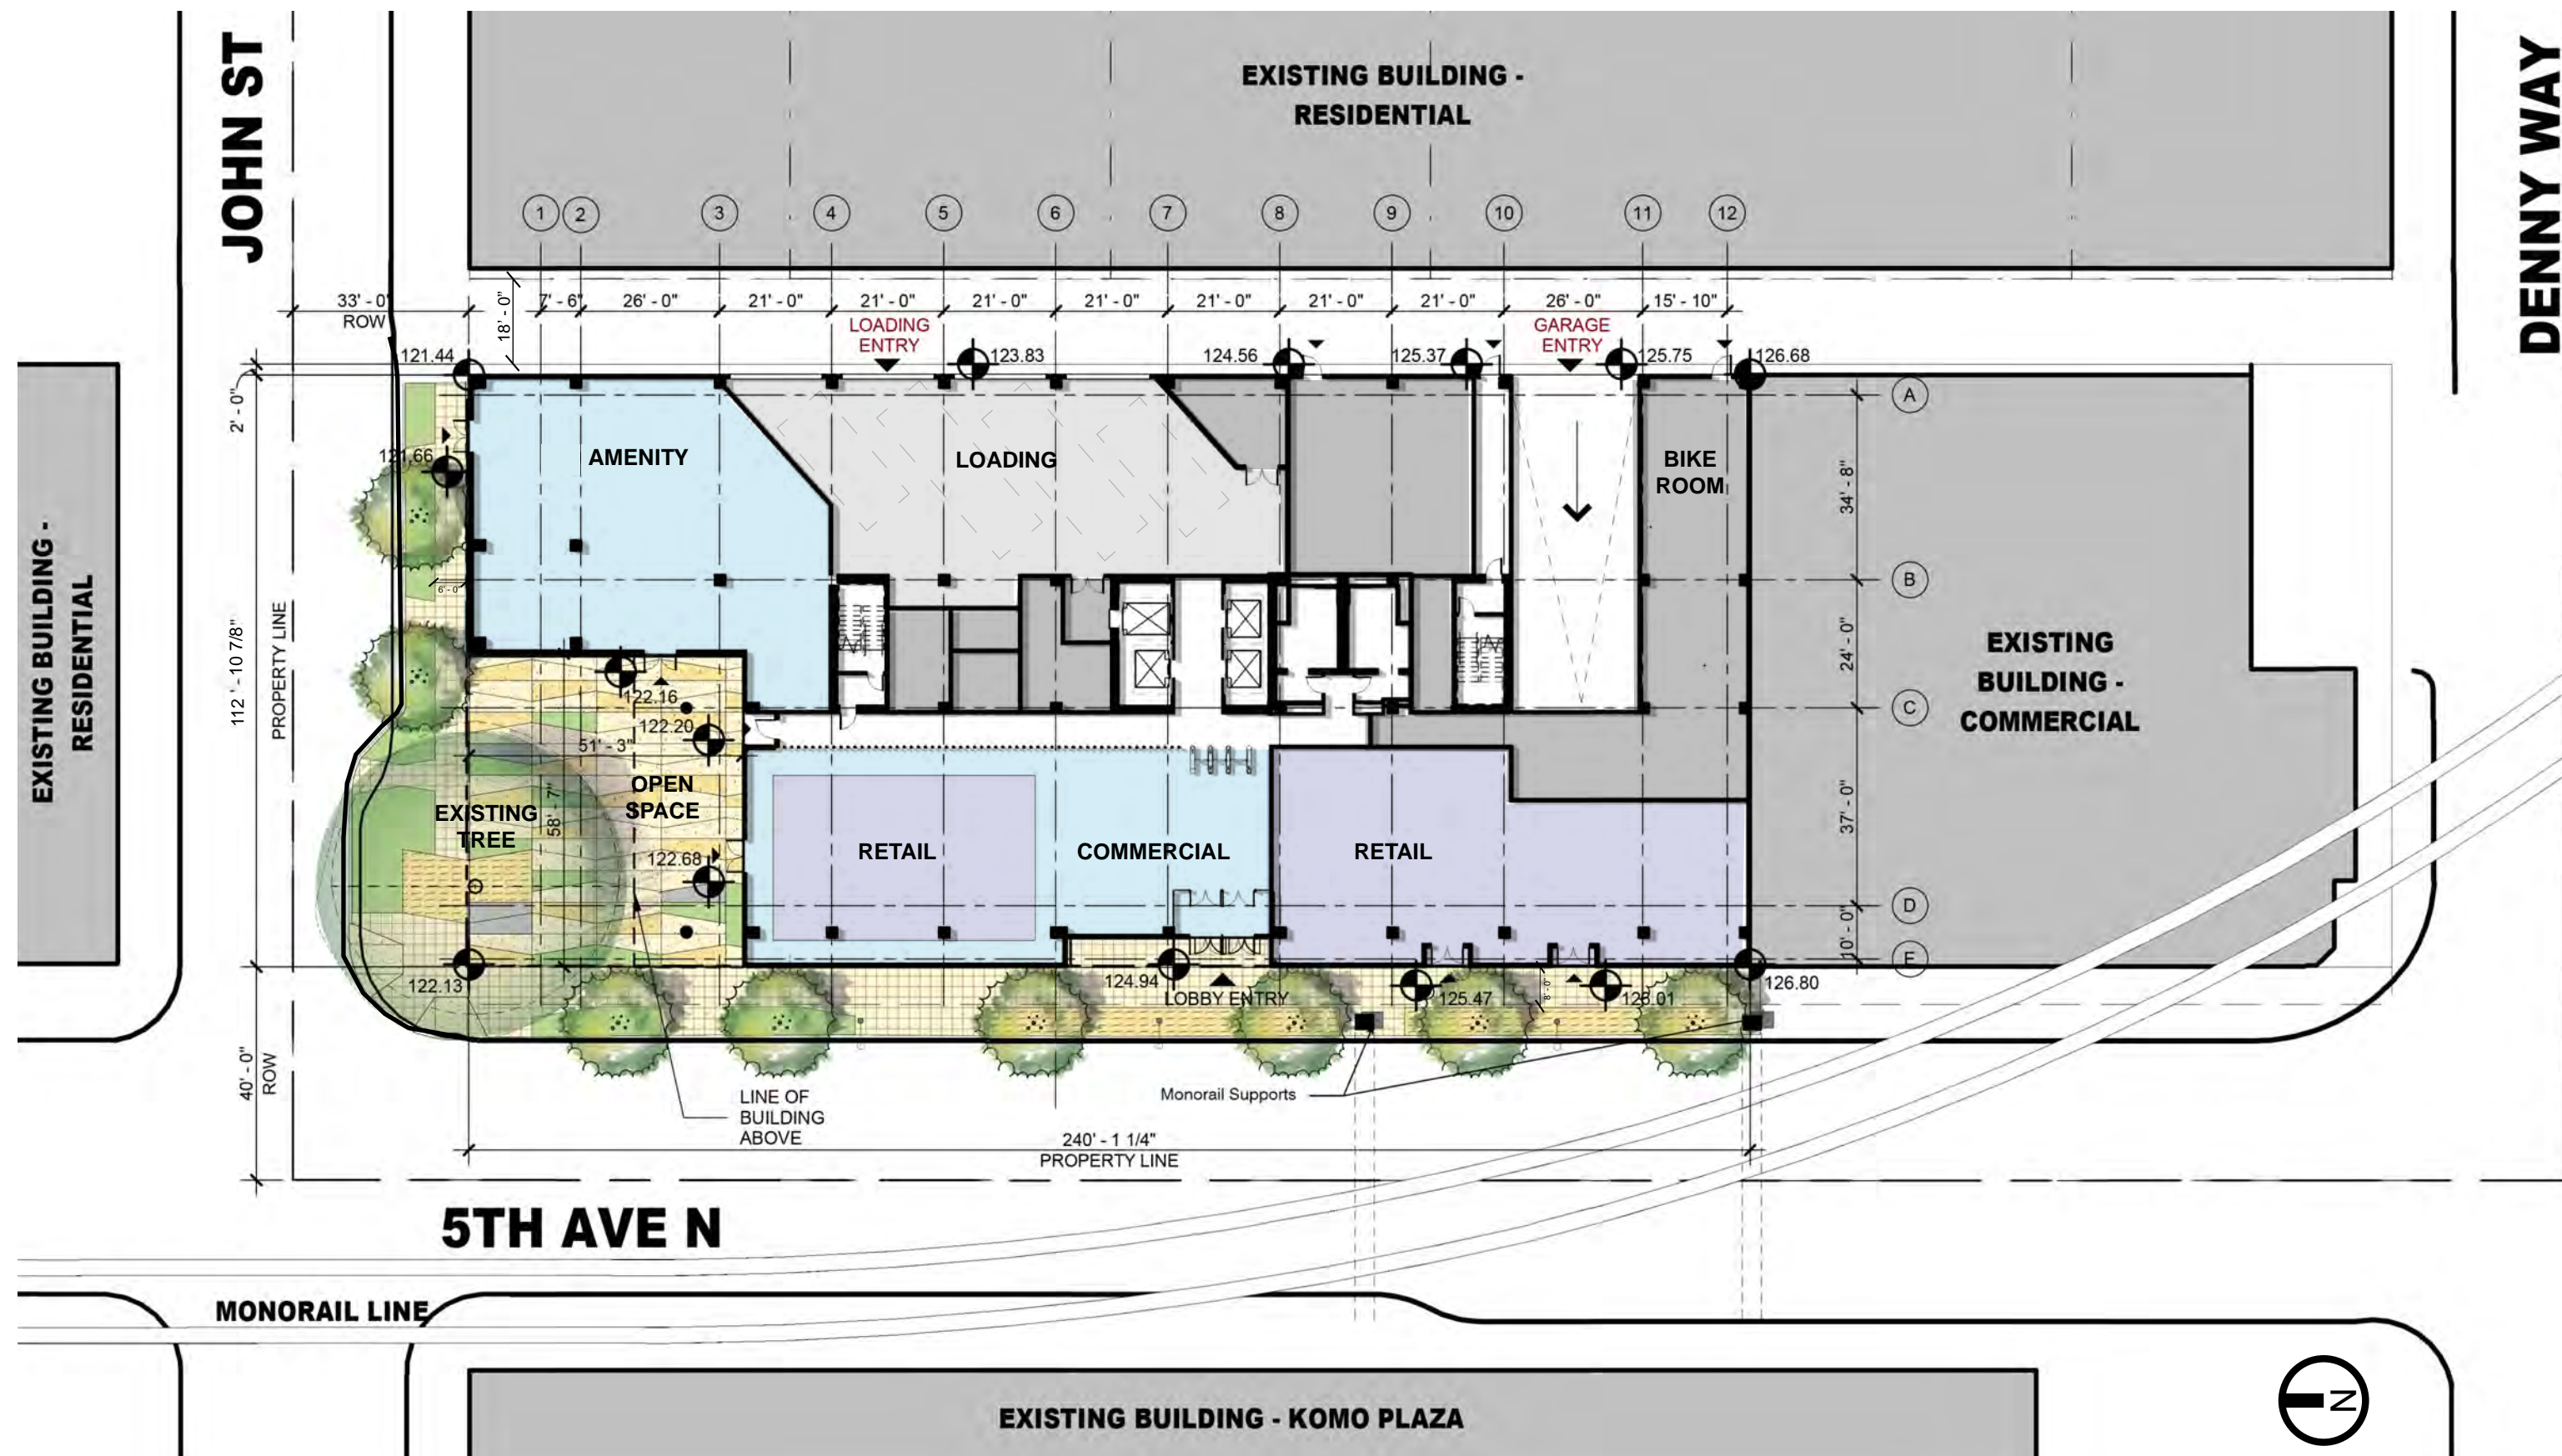 JOHN ST
EXISTING BUILDING -
RESIDENTIAL
DENNY WAY
1
2
3
4
5
6
7
8
9
10
11
12
33' - 0"
ROW
18' - 0"
7' - 6"
26' - 0"
21' - 0"
21' - 0"
21' - 0"
21' - 0"
21' - 0"
21' - 0"
21' - 0"
26' - 0"
15' - 10"
LOADING
ENTRY
GARAGE
ENTRY
121.44
123.83
124.56
125.37
125.75
126.68
2' - 0"
A
121.66
AMENITY
LOADING
BIKE
ROOM
34' - 8"
EXISTING BUILDING -
RESIDENTIAL
6' - 0"
B
112' - 10 7/8"
PROPERTY LINE
24' - 0"
EXISTING
BUILDING -
COMMERCIAL
122.16
122.20
C
51' - 3"
58' - 7"
OPEN
SPACE
EXISTING
TREE
122.68
RETAIL
COMMERCIAL
RETAIL
37' - 0"
D
10' - 0"
E
122.13
124.94
LOBBY ENTRY
125.47
8' - 0"
126.01
126.80
40' - 0"
ROW
LINE OF
BUILDING
ABOVE
Monorail Supports
240' - 1 1/4"
PROPERTY LINE
5TH AVE N
MONORAIL LINE
EXISTING BUILDING - KOMO PLAZA
N